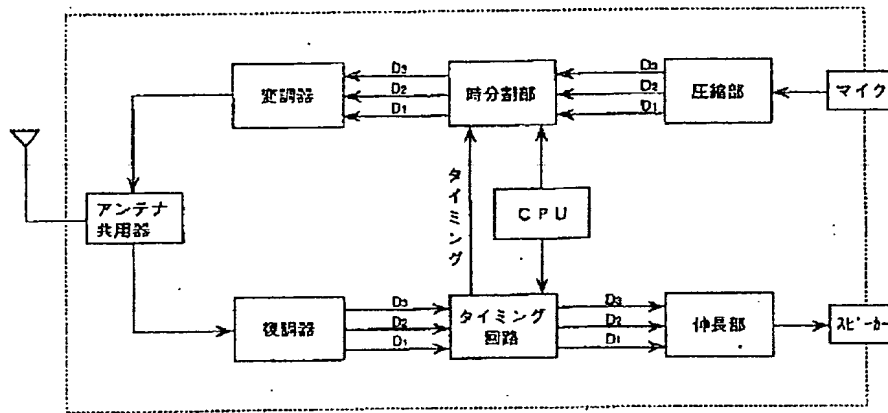 変調器
D3
D2
D1
時分割部
D3
D2
D1
圧縮部
マイク
アンテナ
共用器
タイミング
CPU
復調器
D3
D2
D1
タイミング
回路
D3
D2
D1
伸長部
スピーカー